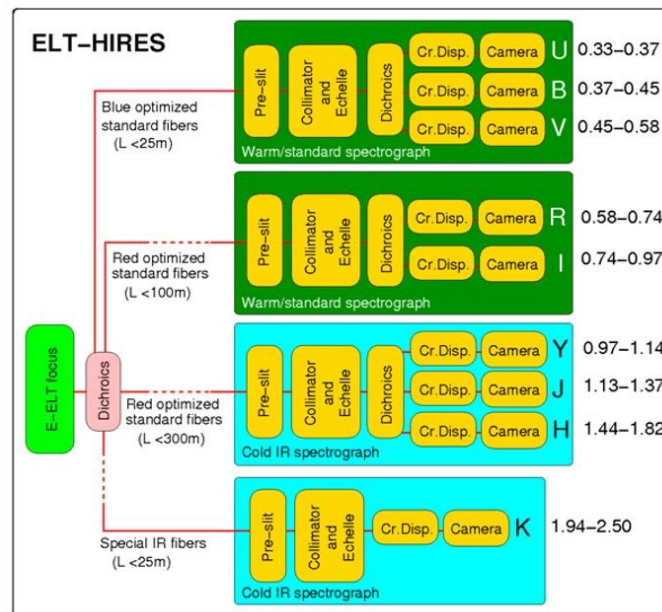 ELT-HIRES
Blue optimized
standard fibers
(L <25m)
Pre-slit
Collimator
and
Echelle
Dichroics
Cr.Disp. Camera U 0.33-0.37
Cr.Disp. Camera B 0.37-0.45
Cr.Disp. Camera V 0.45-0.58
Warm/standard spectrograph
Red optimized
standard fibers
(L <100m)
Pre-slit
Collimator
and
Echelle
Dichroics
Cr.Disp. Camera R 0.58-0.74
Cr.Disp. Camera I 0.74-0.97
Warm/standard spectrograph
E-ELT focus
Dichroics
Red optimized
standard fibers
(L <300m)
Pre-slit
Collimator
and
Echelle
Dichroics
Cr.Disp. Camera Y 0.97-1.14
Cr.Disp. Camera J 1.13-1.37
Cr.Disp. Camera H 1.44-1.82
Cold IR spectrograph
Special IR fibers
(L <25m)
Pre-slit
Collimator
and
Echelle
Cr.Disp. Camera K 1.94-2.50
Cold IR spectrograph